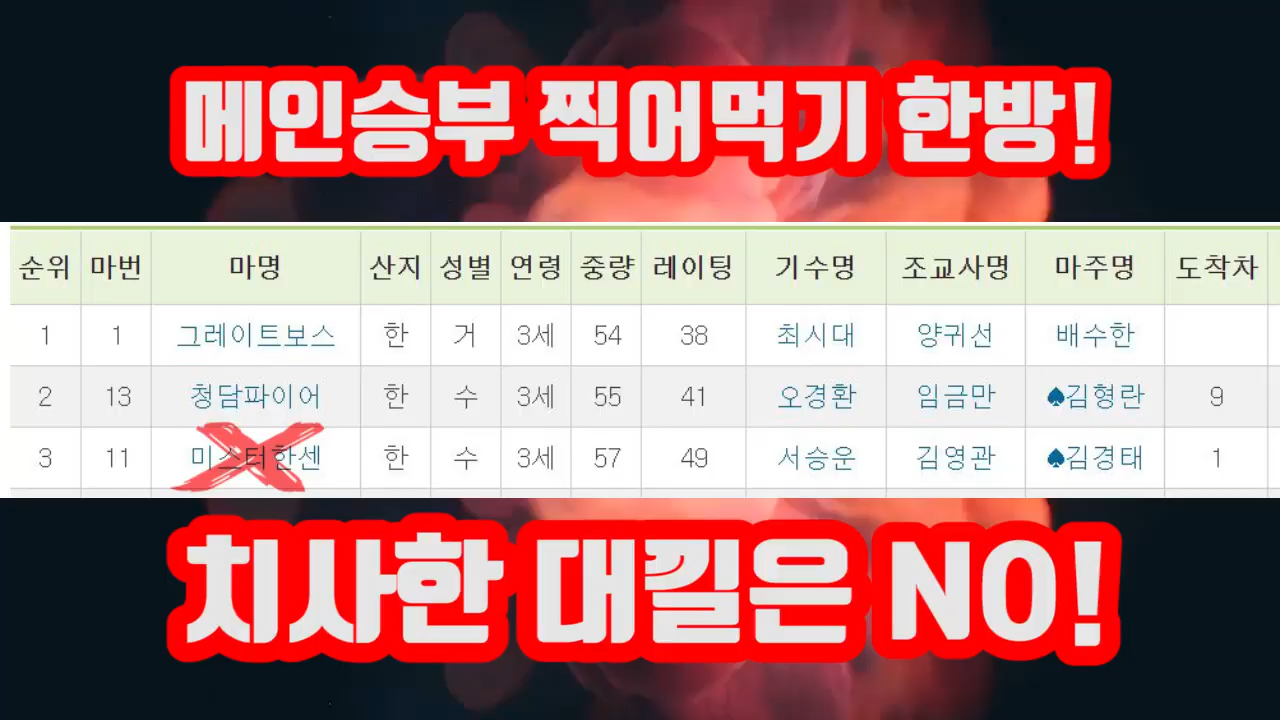 메인승부 찍어먹기 한방!
순위 마번 마명 산지 성별 연령 중량 레이팅 기수명 조교사명 마주명 도착차
1 1 그레이트보스 한 거 3세 54 38 최시대 양귀선 배수한
2 13 청담파이어 한 수 3세 55 41 오경환 임금만 ♠김형란 9
3 11 미스터한센 한 수 3세 57 49 서승운 김영관 ♠김경태 1
치사한 대낄은 NO!